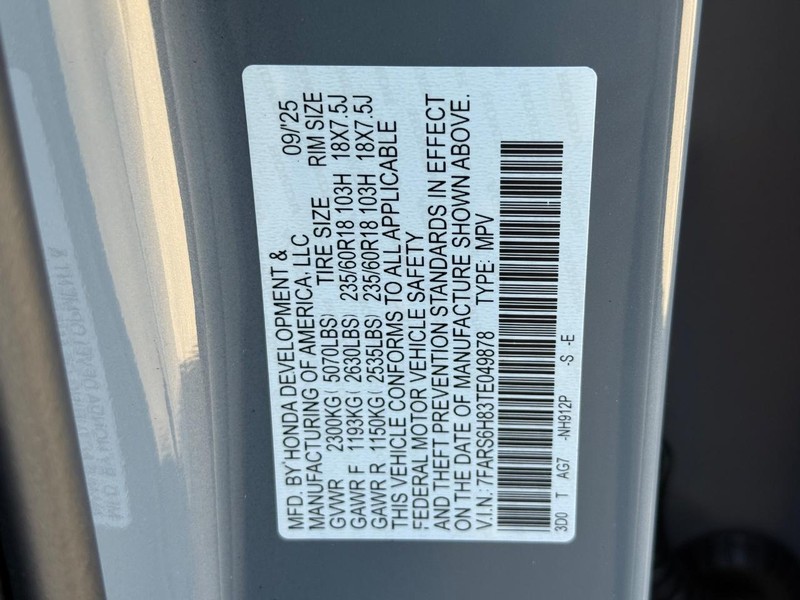 MFD. BY HONDA DEVELOPMENT &
MANUFACTURING OF AMERICA, LLC 09/'25
GVWR 2300KG( 5070LBS) TIRE SIZE RIM SIZE
GAWR F 1193KG( 2630LBS) 235/60R18 103H 18X7.5J
GAWR R 1150KG( 2535LBS) 235/60R18 103H 18X7.5J
THIS VEHICLE CONFORMS TO ALL APPLICABLE
FEDERAL MOTOR VEHICLE SAFETY
AND THEFT PREVENTION STANDARDS IN EFFECT
ON THE DATE OF MANUFACTURE SHOWN ABOVE.
V.I.N: 7FARS6H83TE049878 TYPE: MPV
3D0 T AG7 -NH912P -S -E